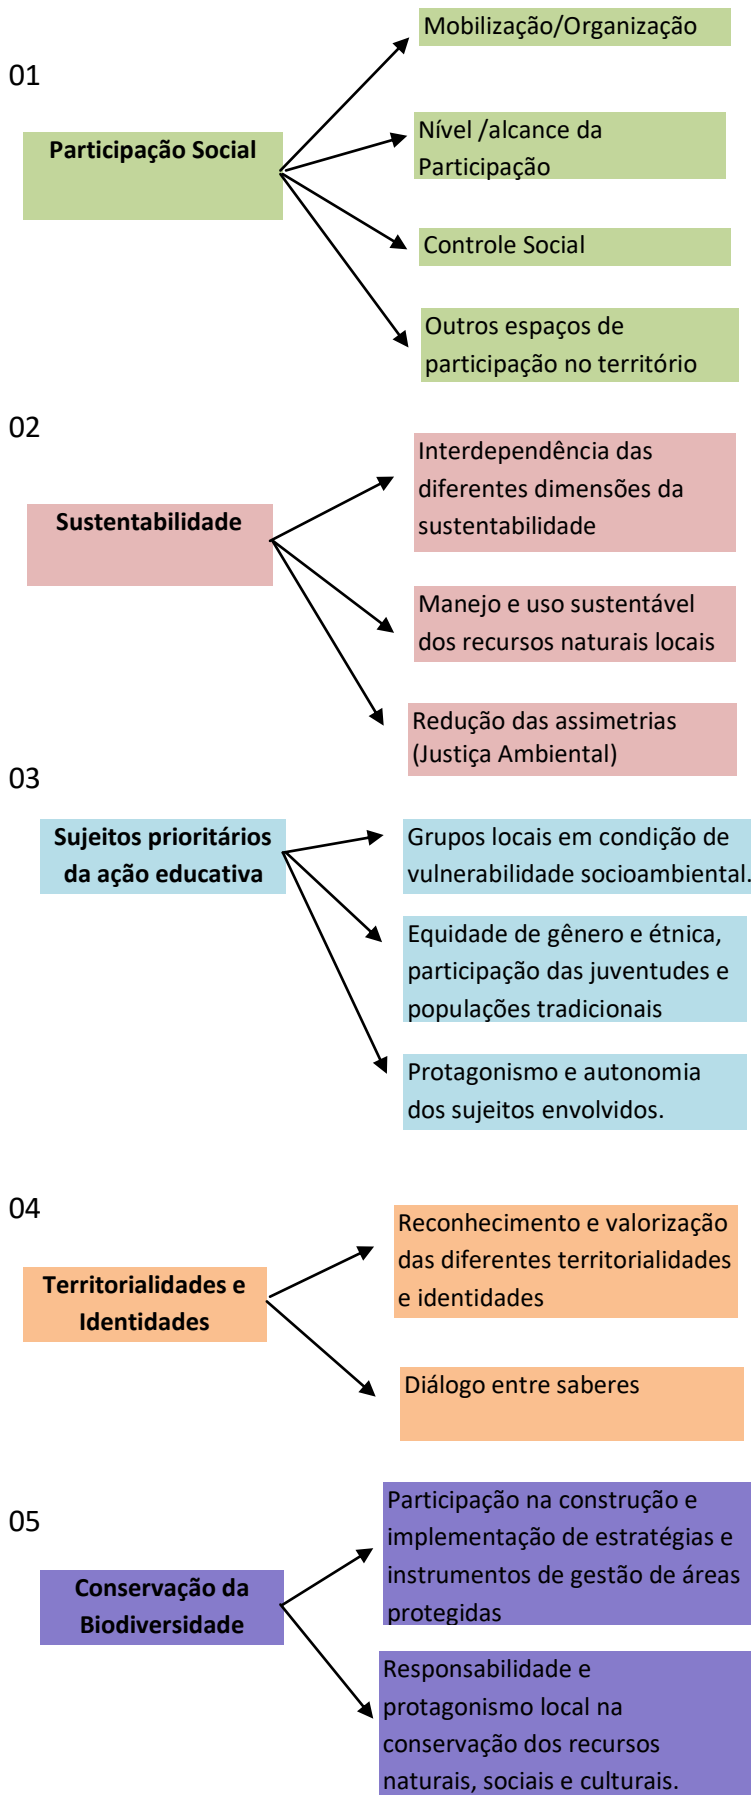 01
Participação Social
Mobilização/Organização
Nível /alcance da
Participação
Controle Social
Outros espaços de
participação no território
02
Sustentabilidade
Interdependência das
diferentes dimensões da
sustentabilidade
Manejo e uso sustentável
dos recursos naturais locais
Redução das assimetrias
(Justiça Ambiental)
03
Sujeitos prioritários
da ação educativa
Grupos locais em condição de
vulnerabilidade socioambiental.
Equidade de gênero e étnica,
participação das juventudes e
populações tradicionais
Protagonismo e autonomia
dos sujeitos envolvidos.
04
Territorialidades e
Identidades
Reconhecimento e valorização
das diferentes territorialidades
e identidades
Diálogo entre saberes
05
Conservação da
Biodiversidade
Participação na construção e
implementação de estratégias e
instrumentos de gestão de áreas
protegidas
Responsabilidade e
protagonismo local na
conservação dos recursos
naturais, sociais e culturais.